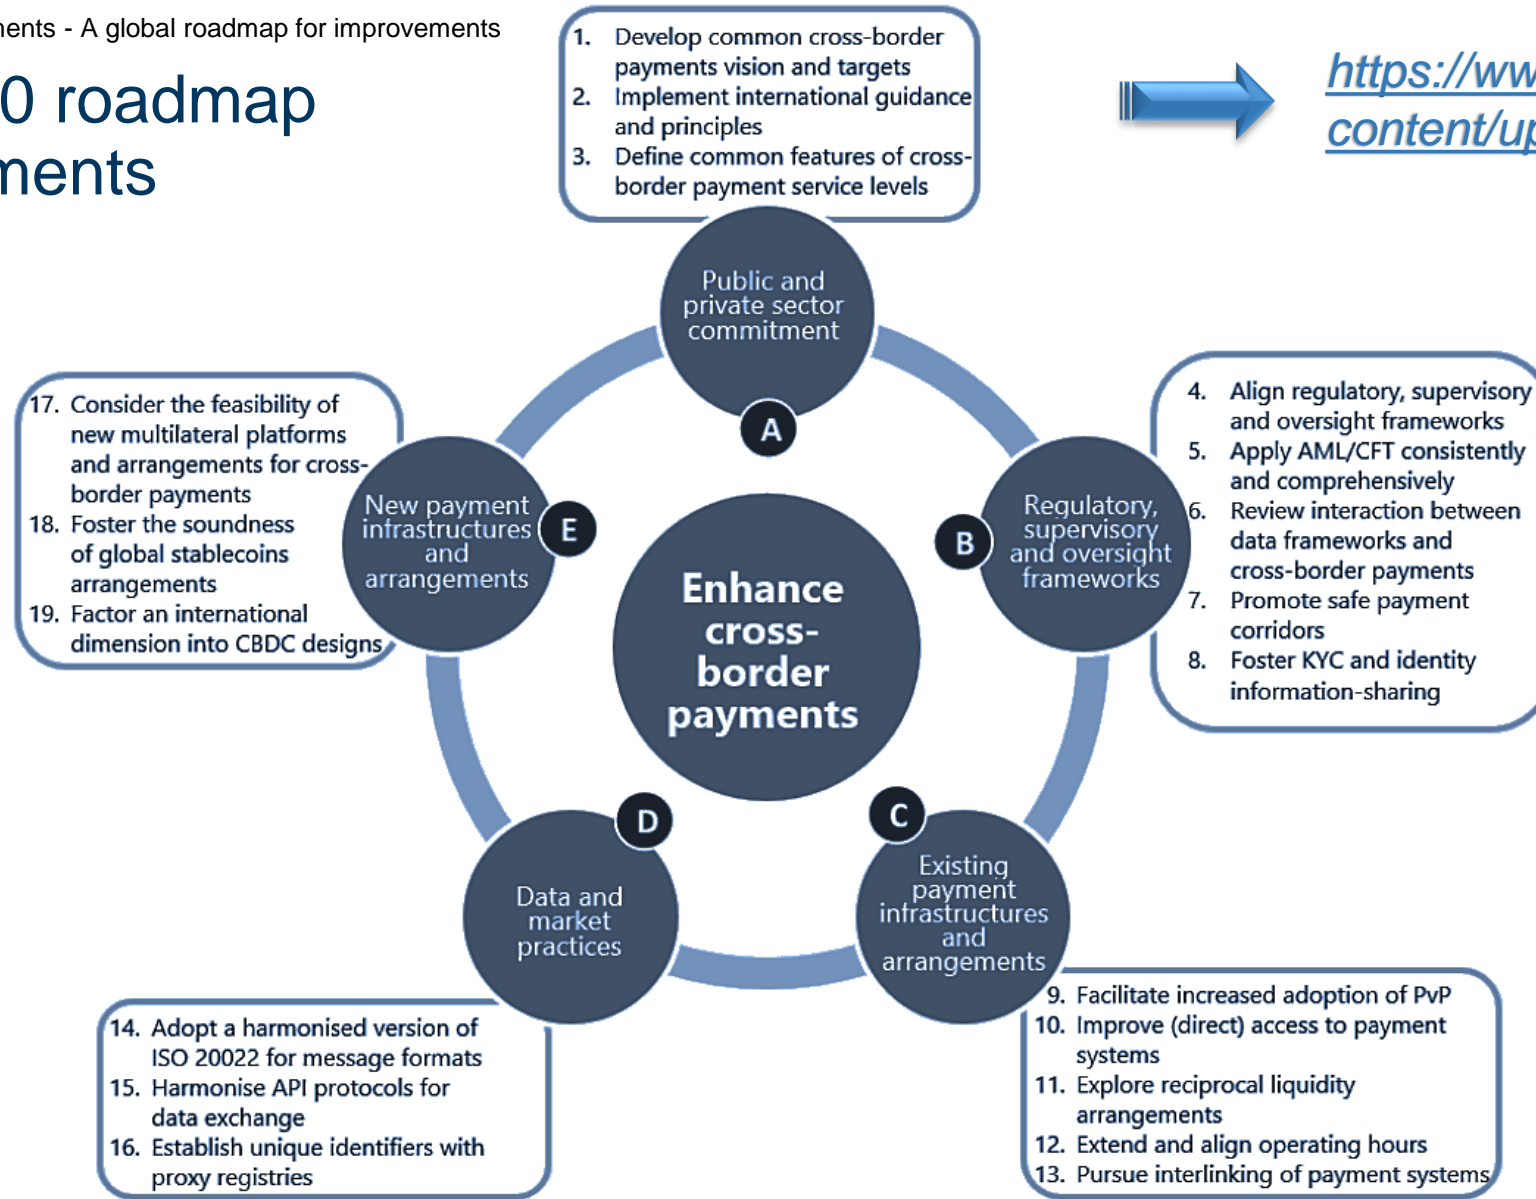 ments - A global roadmap for improvements
0 roadmap
ments
https://ww
content/up
1. Develop common cross-border
payments vision and targets
2. Implement international guidance
and principles
3. Define common features of cross-
border payment service levels
Public and
private sector
commitment
A
4. Align regulatory, supervisory
and oversight frameworks
5. Apply AML/CFT consistently
and comprehensively
6. Review interaction between
data frameworks and
cross-border payments
7. Promote safe payment
corridors
8. Foster KYC and identity
information-sharing
Regulatory,
supervisory
and oversight
frameworks
B
Enhance
cross-
border
payments
17. Consider the feasibility of
new multilateral platforms
and arrangements for cross-
border payments
18. Foster the soundness
of global stablecoins
arrangements
19. Factor an international
dimension into CBDC designs
New payment
infrastructures
and
arrangements
E
D
Data and
market
practices
C
Existing
payment
infrastructures
and
arrangements
14. Adopt a harmonised version of
ISO 20022 for message formats
15. Harmonise API protocols for
data exchange
16. Establish unique identifiers with
proxy registries
9. Facilitate increased adoption of PvP
10. Improve (direct) access to payment
systems
11. Explore reciprocal liquidity
arrangements
12. Extend and align operating hours
13. Pursue interlinking of payment systems